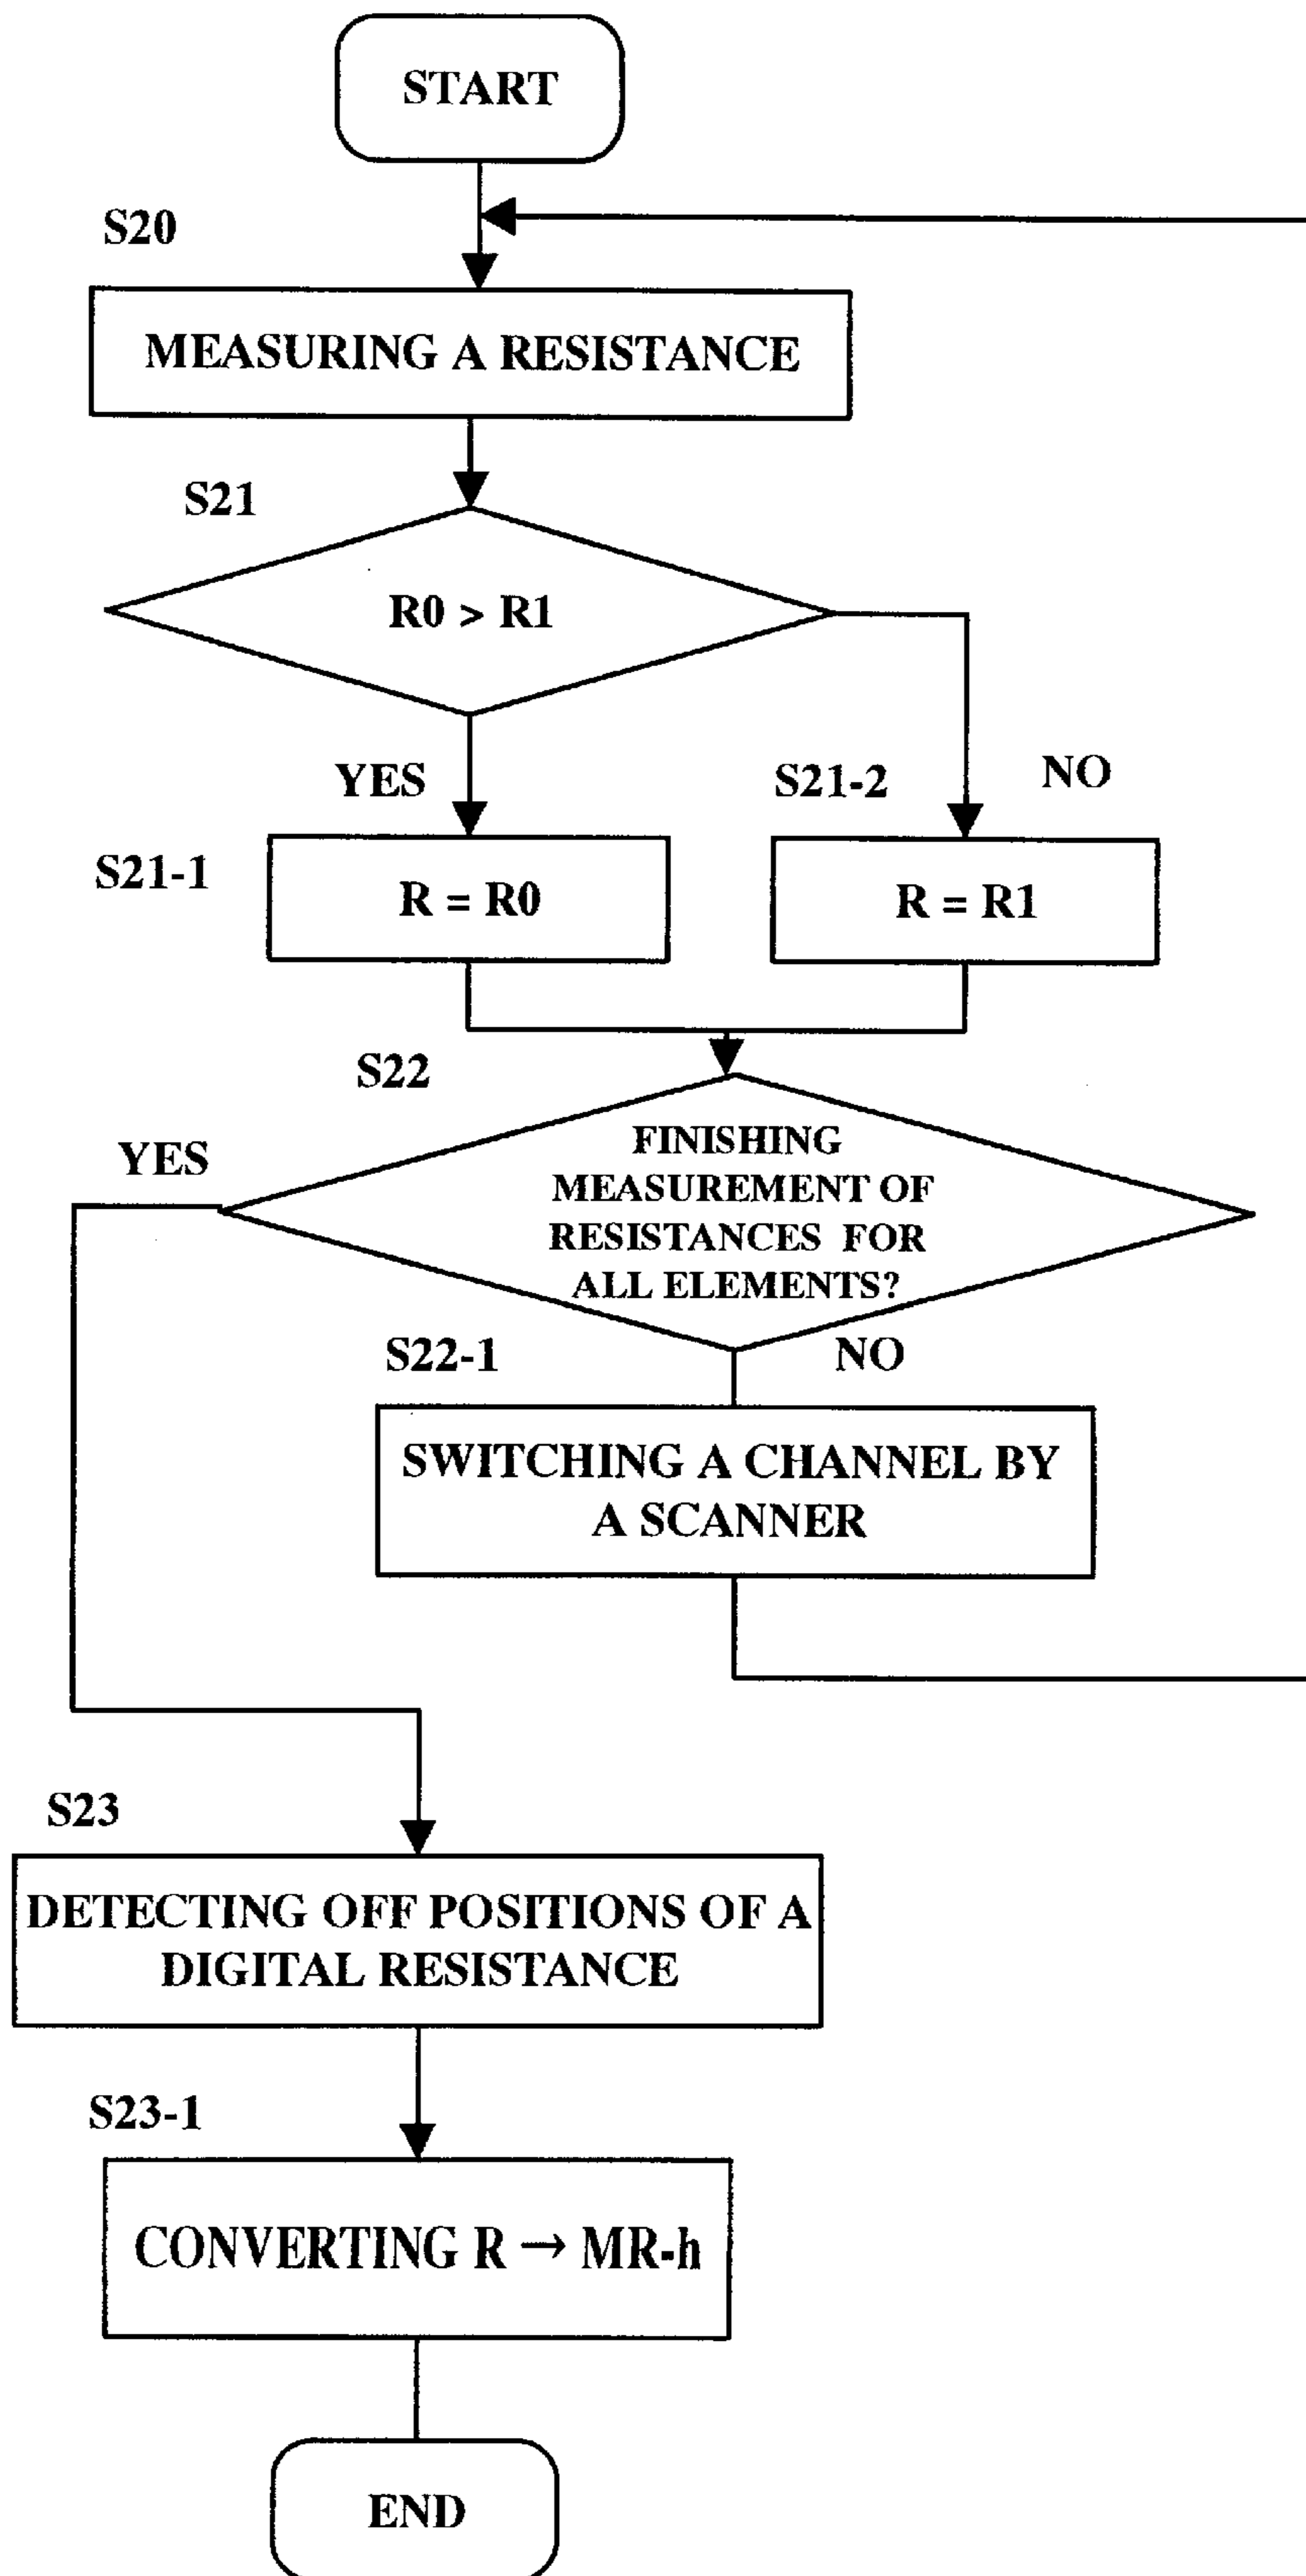 START
S20
MEASURING A RESISTANCE
S21
R0 > R1
YES
S21-2
NO
S21-1
R = R0
R = R1
S22
YES
FINISHING
MEASUREMENT OF
RESISTANCES FOR
ALL ELEMENTS?
S22-1
NO
SWITCHING A CHANNEL BY
A SCANNER
S23
DETECTING OFF POSITIONS OF A
DIGITAL RESISTANCE
S23-1
CONVERTING R → MR-h
END